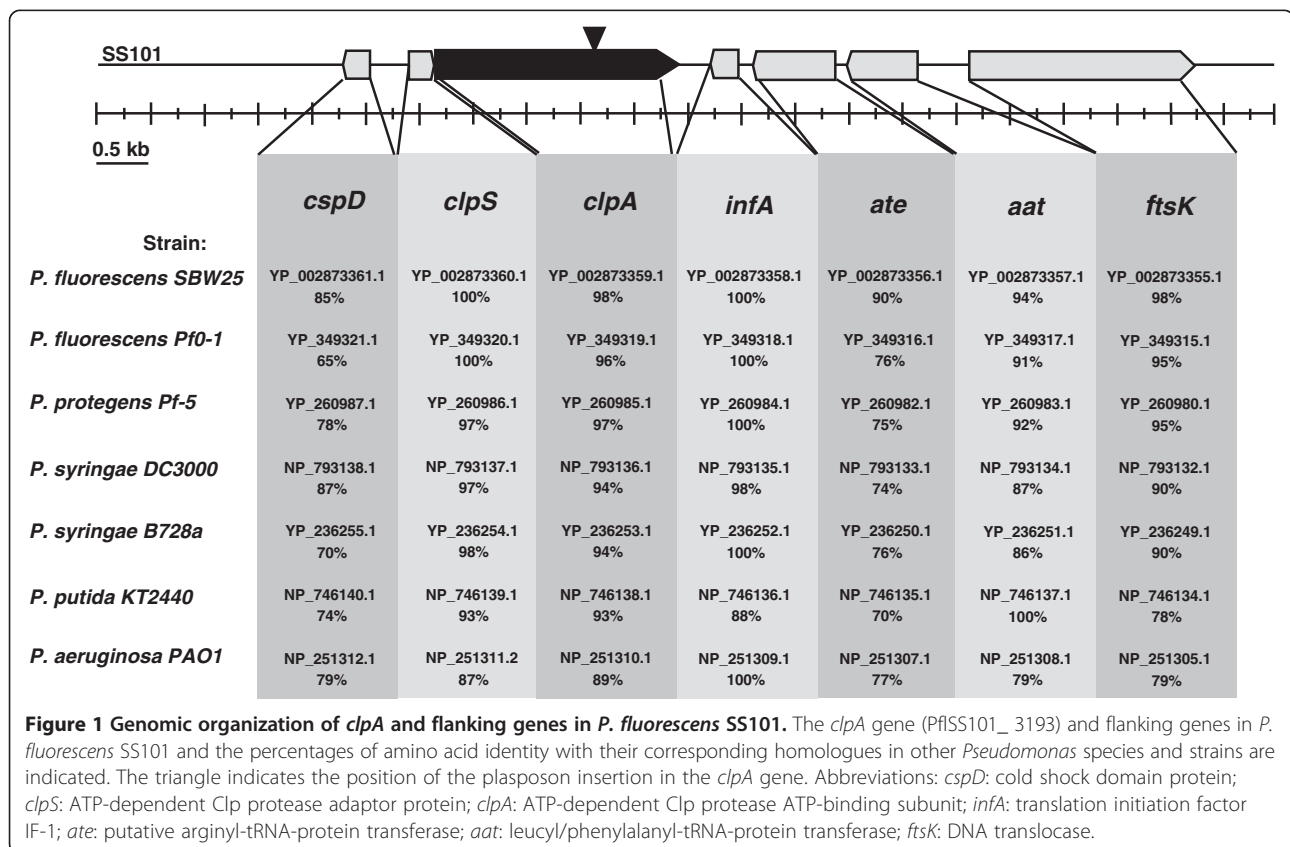 SS101
0.5 kb
cspD clpS clpA infA ate aat ftsK
Strain:
P. fluorescens SBW25 YP_002873361.1 YP_002873360.1 YP_002873359.1 YP_002873358.1 YP_002873356.1 YP_002873357.1 YP_002873355.1
85% 100% 98% 100% 90% 94% 98%
P. fluorescens Pf0-1 YP_349321.1 YP_349320.1 YP_349319.1 YP_349318.1 YP_349316.1 YP_349317.1 YP_349315.1
65% 100% 96% 100% 76% 91% 95%
P. protegens Pf-5 YP_260987.1 YP_260986.1 YP_260985.1 YP_260984.1 YP_260982.1 YP_260983.1 YP_260980.1
78% 97% 97% 100% 75% 92% 95%
P. syringae DC3000 NP_793138.1 NP_793137.1 NP_793136.1 NP_793135.1 NP_793133.1 NP_793134.1 NP_793132.1
87% 97% 94% 98% 74% 87% 90%
P. syringae B728a YP_236255.1 YP_236254.1 YP_236253.1 YP_236252.1 YP_236250.1 YP_236251.1 YP_236249.1
70% 98% 94% 100% 76% 86% 90%
P. putida KT2440 NP_746140.1 NP_746139.1 NP_746138.1 NP_746136.1 NP_746135.1 NP_746137.1 NP_746134.1
74% 93% 93% 88% 70% 100% 78%
P. aeruginosa PAO1 NP_251312.1 NP_251311.2 NP_251310.1 NP_251309.1 NP_251307.1 NP_251308.1 NP_251305.1
79% 87% 89% 100% 77% 79% 79%
Figure 1 Genomic organization of clpA and flanking genes in P. fluorescens SS101. The clpA gene (PflSS101_ 3193) and flanking genes in P.
fluorescens SS101 and the percentages of amino acid identity with their corresponding homologues in other Pseudomonas species and strains are
indicated. The triangle indicates the position of the plasposon insertion in the clpA gene. Abbreviations: cspD: cold shock domain protein;
clpS: ATP-dependent Clp protease adaptor protein; clpA: ATP-dependent Clp protease ATP-binding subunit; infA: translation initiation factor
IF-1; ate: putative arginyl-tRNA-protein transferase; aat: leucyl/phenylalanyl-tRNA-protein transferase; ftsK: DNA translocase.